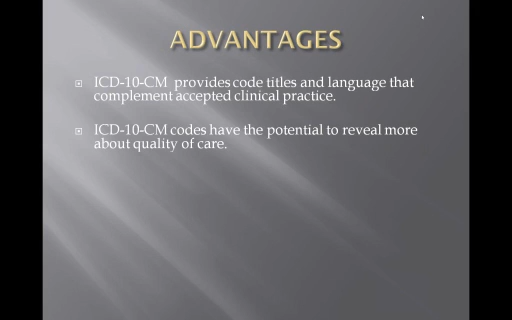 ADVANTAGES
ICD-10-CM provides code titles and language that
complement accepted clinical practice.
ICD-10-CM codes have the potential to reveal more
about quality of care.